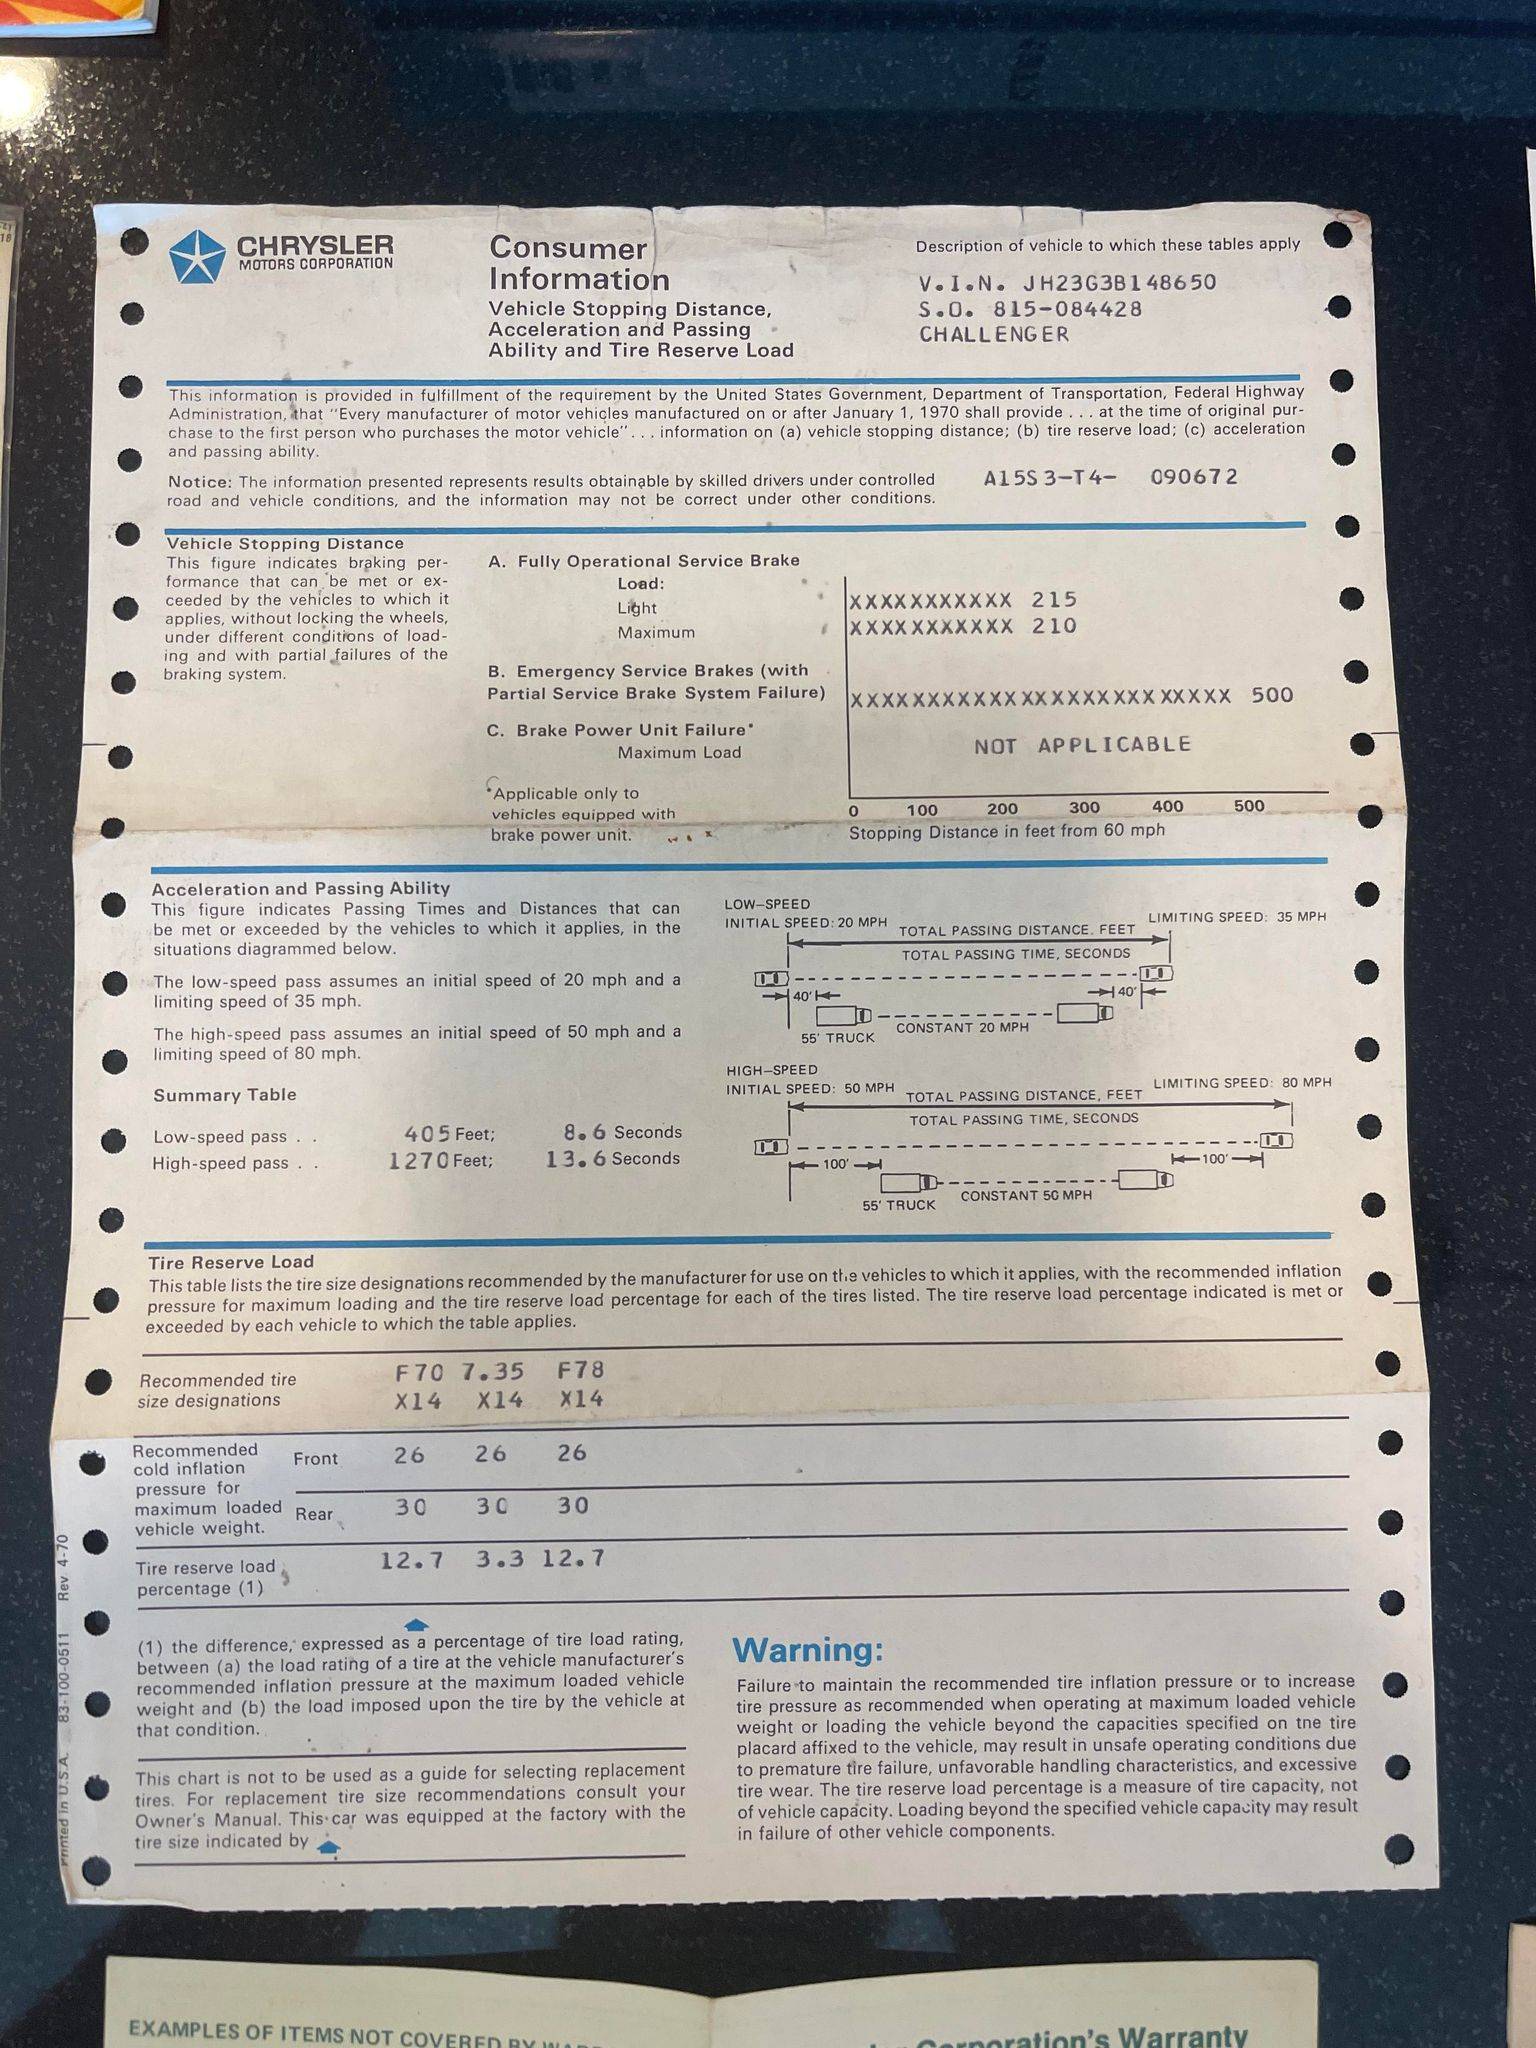 CHRYSLER
MOTORS CORPORATION
Consumer
Information
Vehicle Stopping Distance,
Acceleration and Passing
Ability and Tire Reserve Load
Description of vehicle to which these tables apply
V.I.N. JH23G3B148650
S.O. 815-084428
CHALLENGER
This information is provided in fulfillment of the requirement by the United States Government, Department of Transportation, Federal Highway
Administration, that "Every manufacturer of motor vehicles manufactured on or after January 1, 1970 shall provide . . . at the time of original pur-
chase to the first person who purchases the motor vehicle" . . . information on (a) vehicle stopping distance; (b) tire reserve load; (c) acceleration
and passing ability.
Notice: The information presented represents results obtainable by skilled drivers under controlled
road and vehicle conditions, and the information may not be correct under other conditions.
A15S3-T4- 090672
Vehicle Stopping Distance
This figure indicates braking per-
formance that can be met or ex-
ceeded by the vehicles to which it
applies, without locking the wheels,
under different conditions of load-
ing and with partial failures of the
braking system.
A. Fully Operational Service Brake
Load:
Light XXXXXXXXXXX 215
Maximum XXXXXXXXXXX 210
B. Emergency Service Brakes (with
Partial Service Brake System Failure) XXXXXXXXXXXXXXXXXXXXXXXXX 500
C. Brake Power Unit Failure*
Maximum Load NOT APPLICABLE
*Applicable only to
vehicles equipped with
brake power unit.
0 100 200 300 400 500
Stopping Distance in feet from 60 mph
Acceleration and Passing Ability
This figure indicates Passing Times and Distances that can
be met or exceeded by the vehicles to which it applies, in the
situations diagrammed below.
The low-speed pass assumes an initial speed of 20 mph and a
limiting speed of 35 mph.
The high-speed pass assumes an initial speed of 50 mph and a
limiting speed of 80 mph.
Summary Table
Low-speed pass . . 405 Feet; 8.6 Seconds
High-speed pass . . 1270 Feet; 13.6 Seconds
LOW-SPEED
INITIAL SPEED: 20 MPH
LIMITING SPEED: 35 MPH
TOTAL PASSING DISTANCE. FEET
TOTAL PASSING TIME, SECONDS
40' 40'
55' TRUCK
CONSTANT 20 MPH
HIGH-SPEED
INITIAL SPEED: 50 MPH
LIMITING SPEED: 80 MPH
TOTAL PASSING DISTANCE, FEET
TOTAL PASSING TIME, SECONDS
100' 100'
55' TRUCK
CONSTANT 50 MPH
Tire Reserve Load
This table lists the tire size designations recommended by the manufacturer for use on the vehicles to which it applies, with the recommended inflation
pressure for maximum loading and the tire reserve load percentage for each of the tires listed. The tire reserve load percentage indicated is met or
exceeded by each vehicle to which the table applies.
Recommended tire
size designations
F70 7.35 F78
X14 X14 X14
Recommended
cold inflation
pressure for
maximum loaded
vehicle weight.
Front 26 26 26
Rear 30 30 30
Tire reserve load
percentage (1)
12.7 3.3 12.7
(1) the difference, expressed as a percentage of tire load rating,
between (a) the load rating of a tire at the vehicle manufacturer's
recommended inflation pressure at the maximum loaded vehicle
weight and (b) the load imposed upon the tire by the vehicle at
that condition.
This chart is not to be used as a guide for selecting replacement
tires. For replacement tire size recommendations consult your
Owner's Manual. This car was equipped at the factory with the
tire size indicated by
Warning:
Failure to maintain the recommended tire inflation pressure or to increase
tire pressure as recommended when operating at maximum loaded vehicle
weight or loading the vehicle beyond the capacities specified on the tire
placard affixed to the vehicle, may result in unsafe operating conditions due
to premature tire failure, unfavorable handling characteristics, and excessive
tire wear. The tire reserve load percentage is a measure of tire capacity, not
of vehicle capacity. Loading beyond the specified vehicle capacity may result
in failure of other vehicle components.
Printed in U.S.A. 83-100-0511 Rev 4-70
EXAMPLES OF ITEMS NOT COVERED BY
Corporation's Warranty